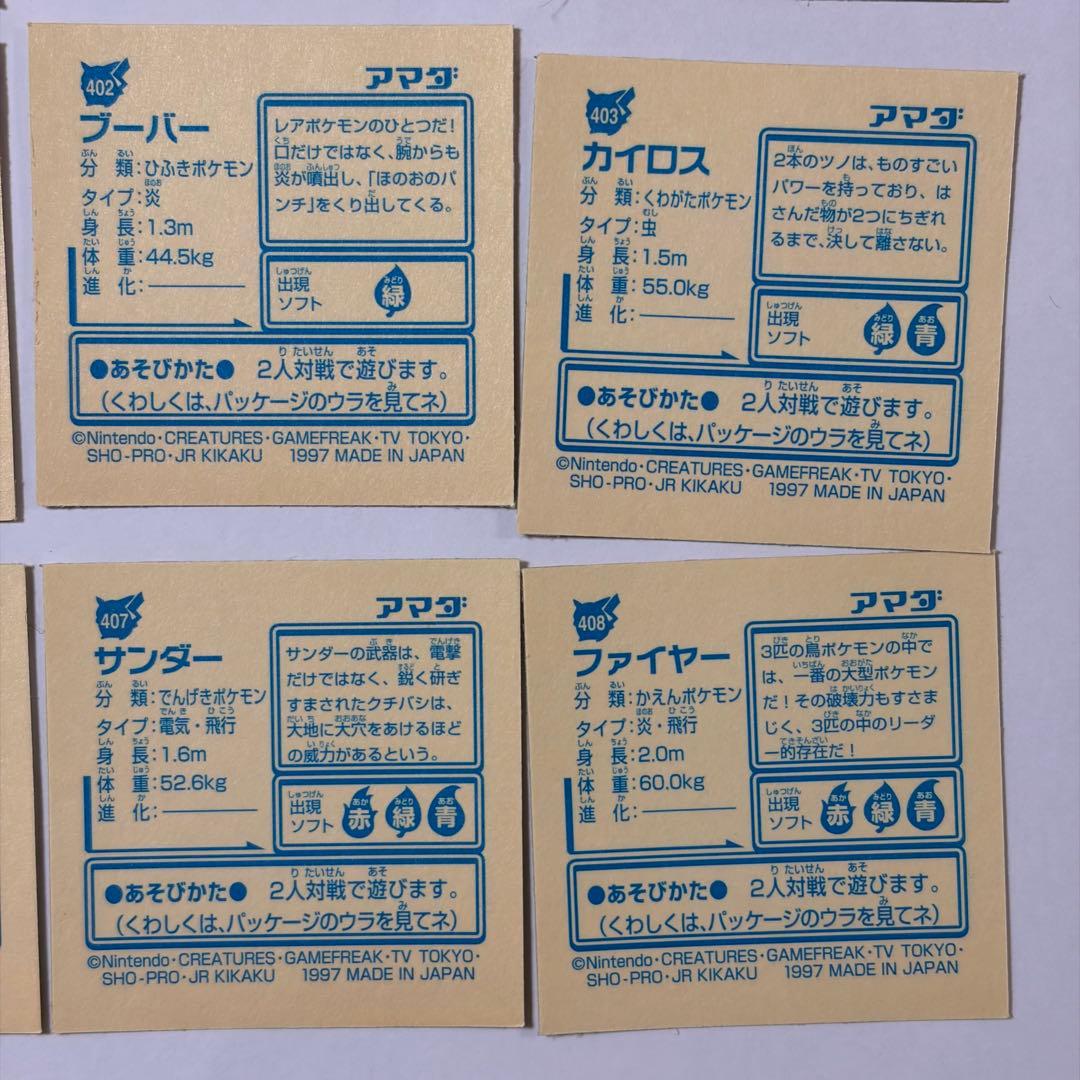 402
アマダ
ブーバー
分類:ひふきポケモン
タイプ:炎
身長:1.3m
体重:44.5kg
進化:――――
レアポケモンのひとつだ!
口だけではなく、腕からも
炎が噴出し、「ほのおのパ
ンチ」をくり出してくる。
出現
ソフト
緑
●あそびかた● 2人対戦で遊びます。
(くわしくは、パッケージのウラを見てネ)
©Nintendo・CREATURES・GAMEFREAK・TV TOKYO・
SHO-PRO・JR KIKAKU 1997 MADE IN JAPAN
403
アマダ
カイロス
分類:くわがたポケモン
タイプ:虫
身長:1.5m
体重:55.0kg
進化:――――
2本のツノは、ものすごい
パワーを持っており、は
さんだ物が2つにちぎれ
るまで、決して離さない。
出現
ソフト
緑 青
●あそびかた● 2人対戦で遊びます。
(くわしくは、パッケージのウラを見てネ)
©Nintendo・CREATURES・GAMEFREAK・TV TOKYO・
SHO-PRO・JR KIKAKU 1997 MADE IN JAPAN
407
アマダ
サンダー
分類:でんげきポケモン
タイプ:電気・飛行
身長:1.6m
体重:52.6kg
進化:――――
サンダーの武器は、電撃
だけではなく、鋭く研ぎ
すまされたクチバシは、
大地に大穴をあけるほど
の威力があるという。
出現
ソフト
赤 緑 青
●あそびかた● 2人対戦で遊びます。
(くわしくは、パッケージのウラを見てネ)
©Nintendo・CREATURES・GAMEFREAK・TV TOKYO・
SHO-PRO・JR KIKAKU 1997 MADE IN JAPAN
408
アマダ
ファイヤー
分類:かえんポケモン
タイプ:炎・飛行
身長:2.0m
体重:60.0kg
進化:――――
3匹の鳥ポケモンの中で
は、一番の大型ポケモン
だ!その破壊力もすさま
じく、3匹の中のリーダ
ー的存在だ!
出現
ソフト
赤 緑 青
●あそびかた● 2人対戦で遊びます。
(くわしくは、パッケージのウラを見てネ)
©Nintendo・CREATURES・GAMEFREAK・TV TOKYO・
SHO-PRO・JR KIKAKU 1997 MADE IN JAPAN